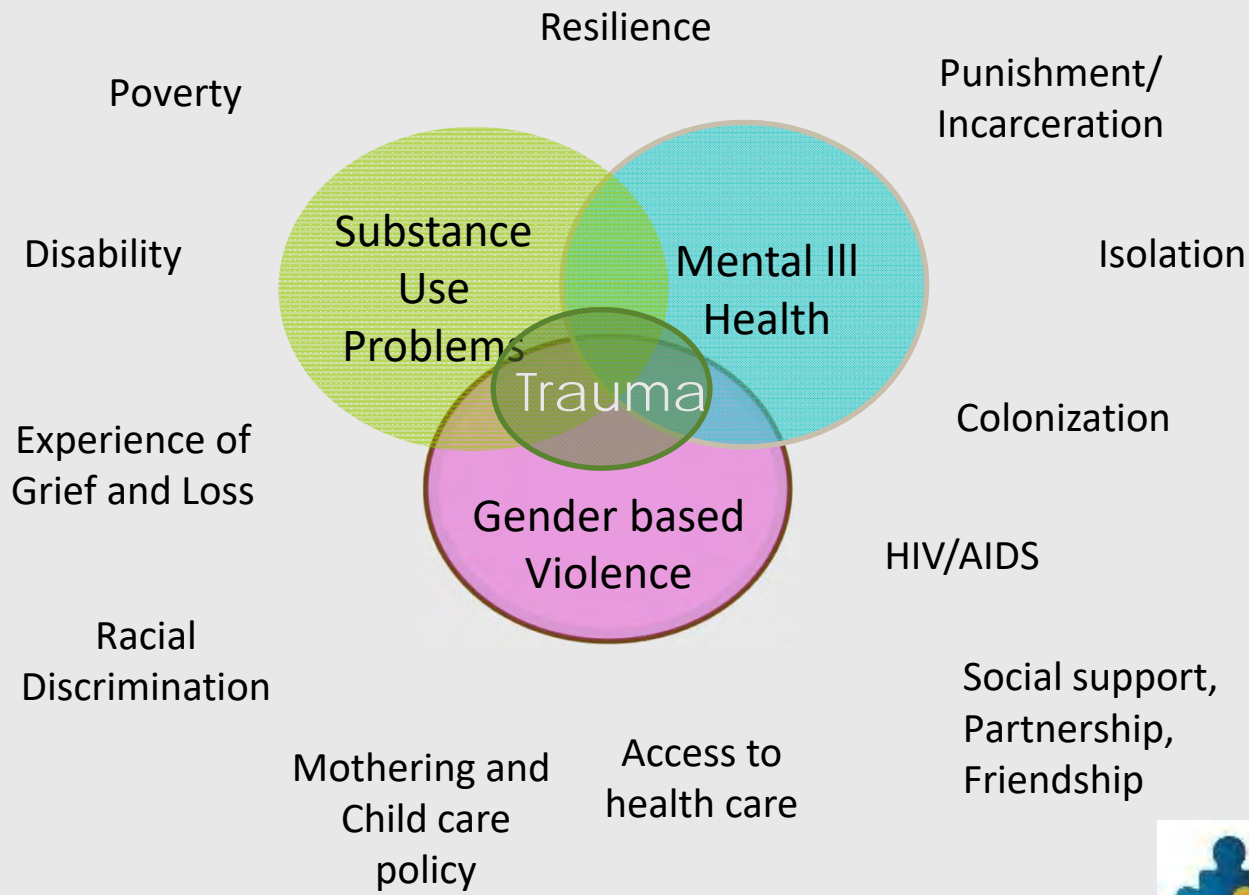 Resilience
Poverty
Punishment/
Incarceration
Substance
Use
Problems
Mental Ill
Health
Disability
Isolation
Trauma
Experience of
Grief and Loss
Colonization
Gender based
Violence
HIV/AIDS
Racial
Discrimination
Social support,
Partnership,
Friendship
Mothering and
Child care
policy
Access to
health care